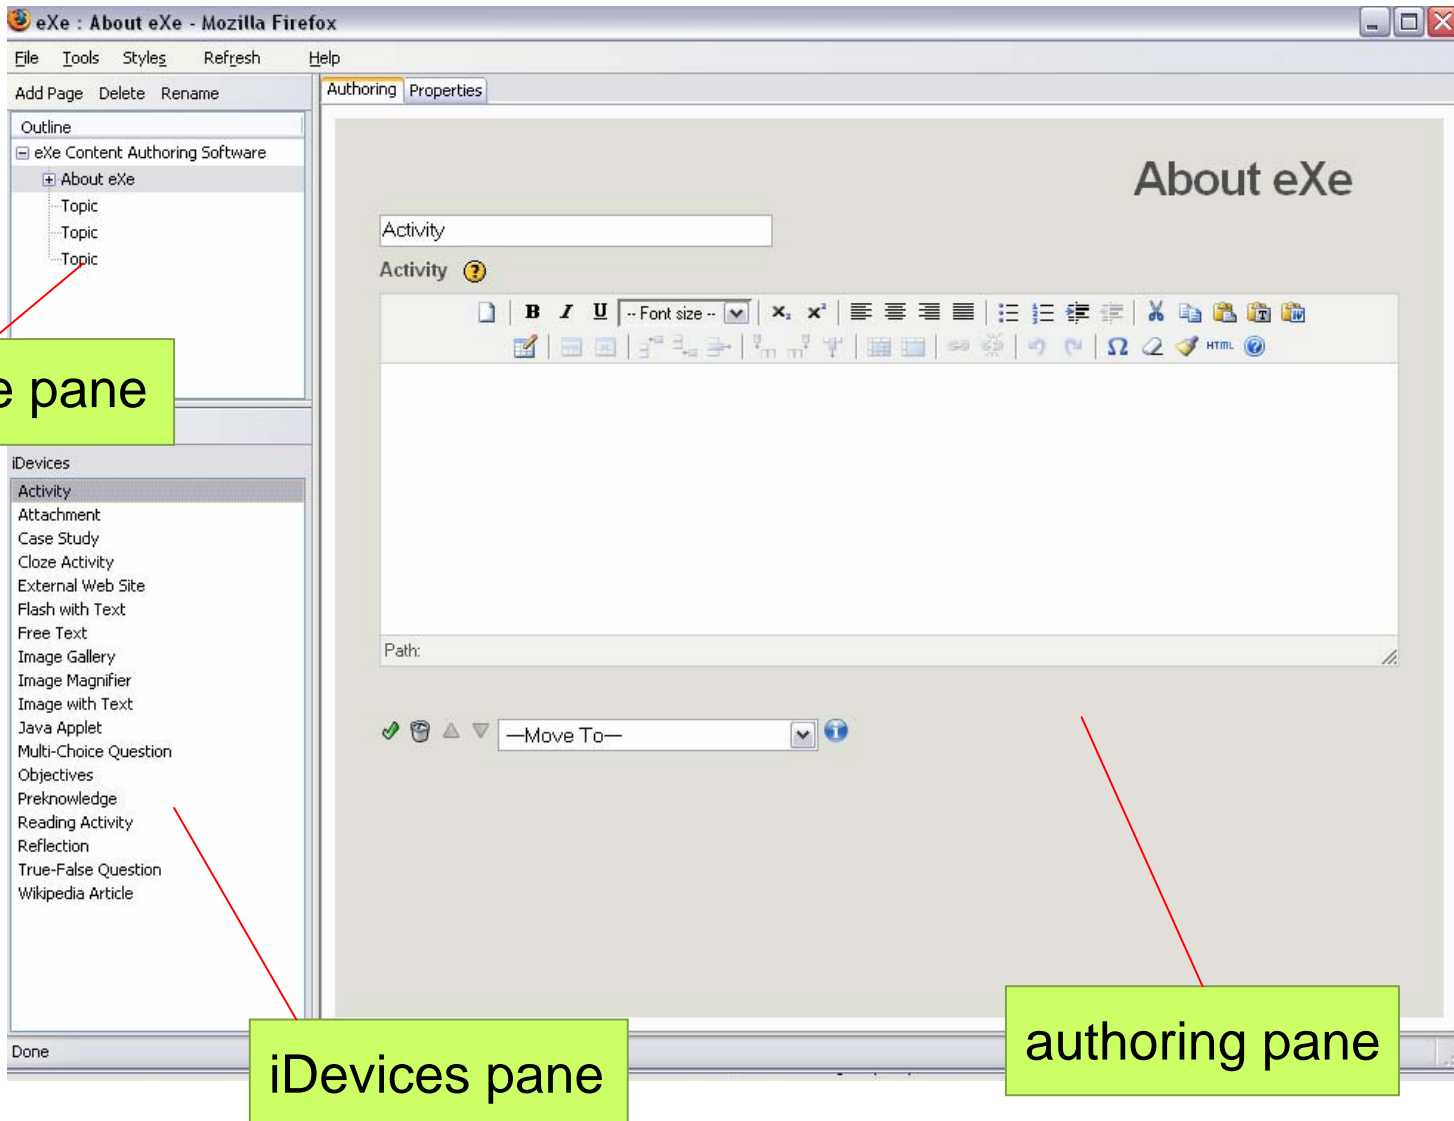 eXe : About eXe - Mozilla Firefox
File Tools Styles Refresh Help
Add Page Delete Rename
Authoring Properties
Outline
eXe Content Authoring Software
About eXe
Topic
Topic
Topic
About eXe
Activity
Activity
B I U -- Font size --
HTML
Path:
—Move To—
pane
iDevices
Activity
Attachment
Case Study
Cloze Activity
External Web Site
Flash with Text
Free Text
Image Gallery
Image Magnifier
Image with Text
Java Applet
Multi-Choice Question
Objectives
Preknowledge
Reading Activity
Reflection
True-False Question
Wikipedia Article
Done
iDevices pane
authoring pane